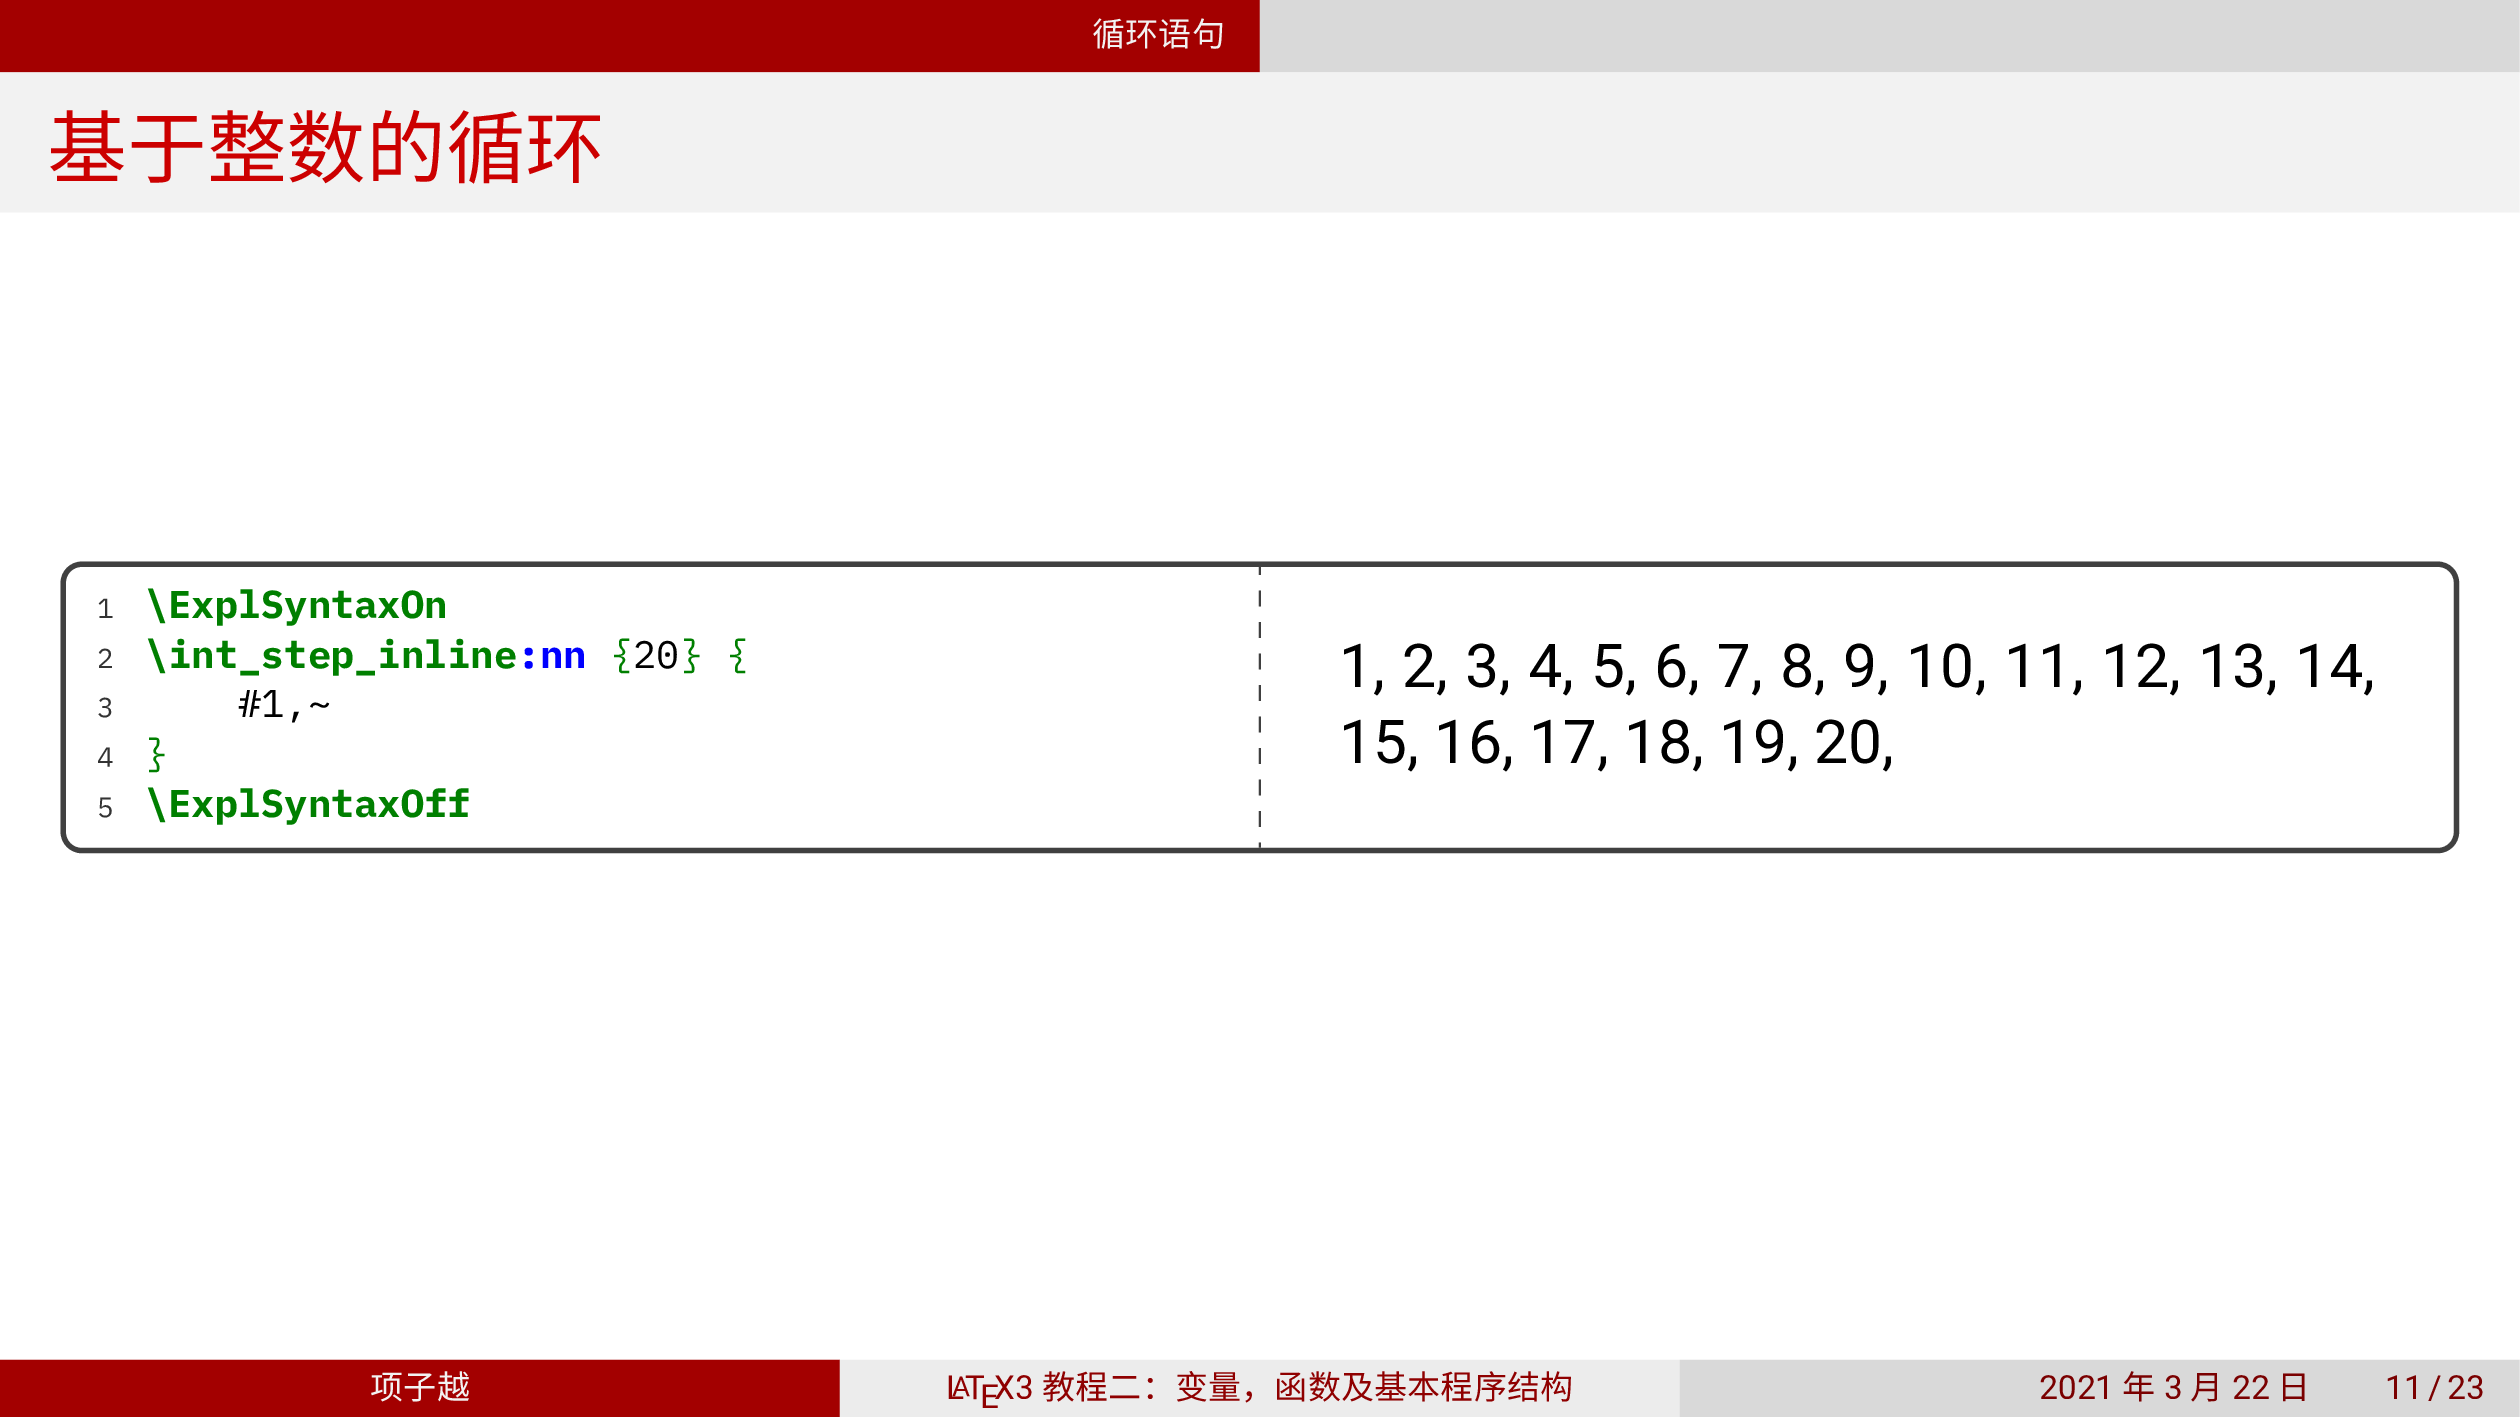 循环语句
基于整数的循环
1 \ExplSyntaxOn
2 \int_step_inline:nn {20} {
3     #1,~
4 }
5 \ExplSyntaxOff
1, 2, 3, 4, 5, 6, 7, 8, 9, 10, 11, 12, 13, 14,
15, 16, 17, 18, 19, 20,
项子越
LATEX3 教程二：变量，函数及基本程序结构
2021 年 3 月 22 日
11 / 23